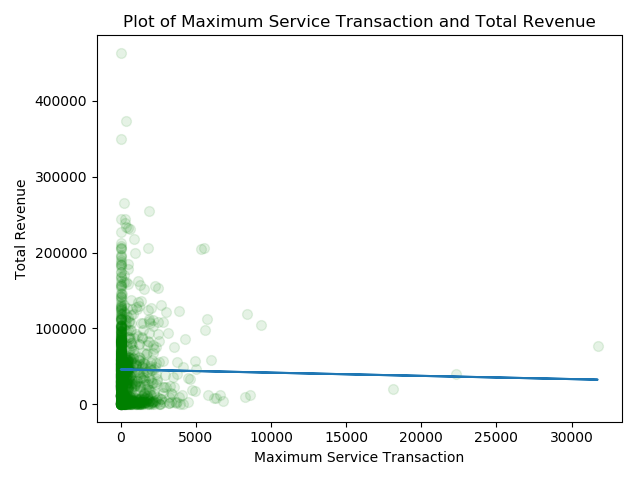 Plot of Maximum Service Transaction and Total Revenue
Total Revenue
400000
300000
200000
100000
0
0 5000 10000 15000 20000 25000 30000
Maximum Service Transaction